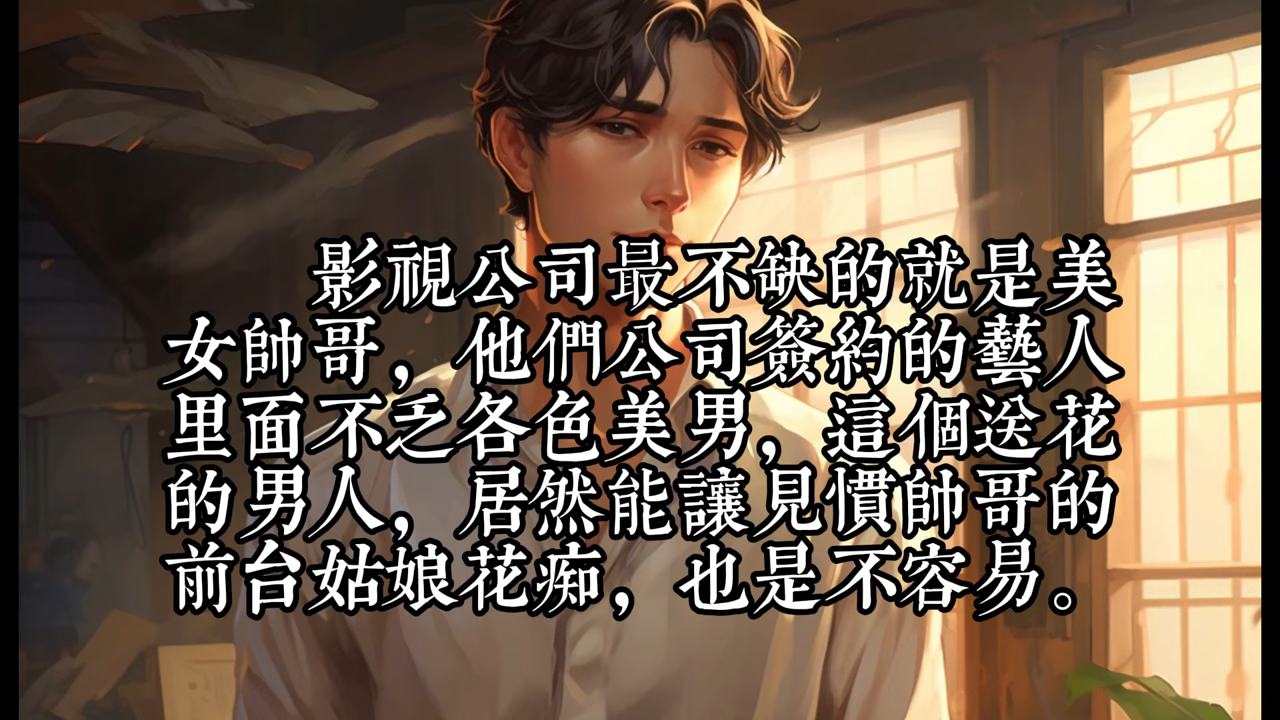 影視公司最不缺的就是美
女帥哥，他們公司簽約的藝人
里面不乏各色美男，這個送花
的男人，居然能讓見慣帥哥的
前台姑娘花痴，也是不容易。